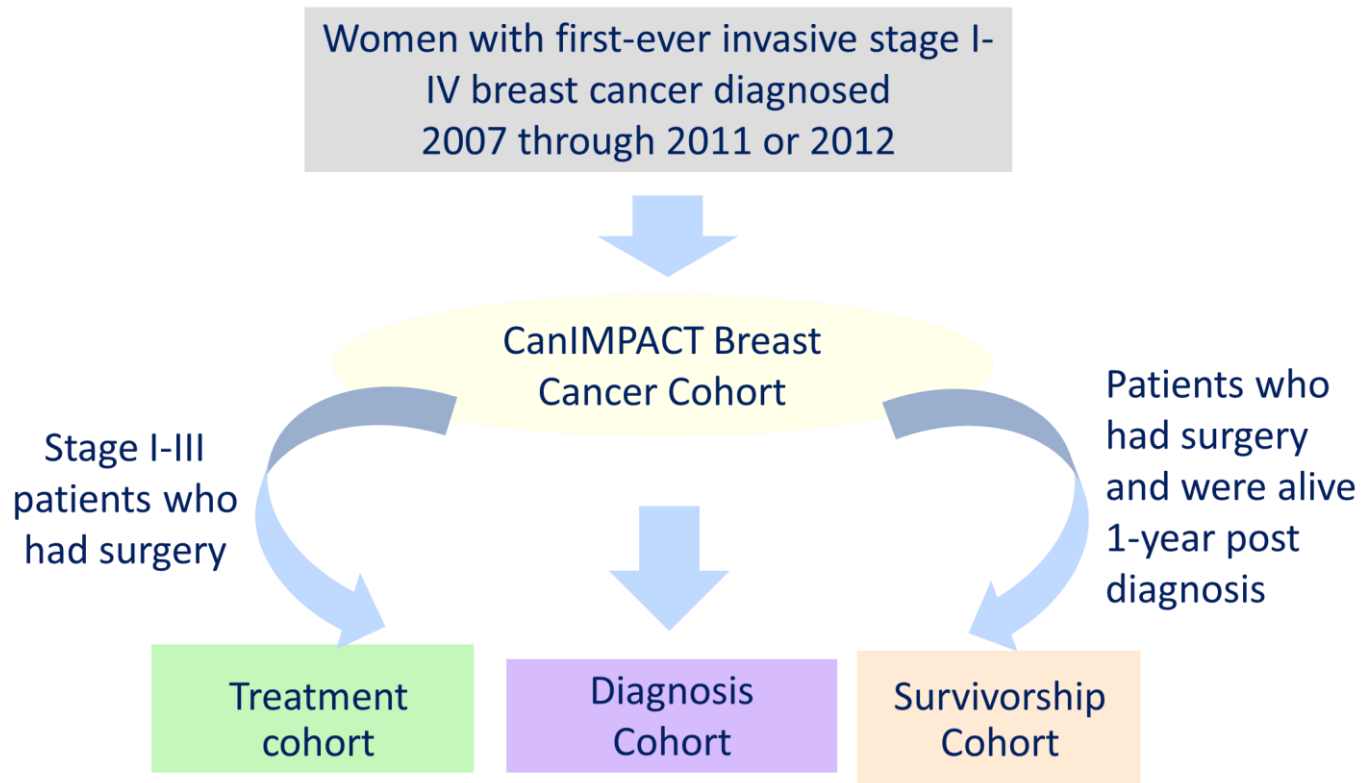 Women with first-ever invasive stage I-
IV breast cancer diagnosed
2007 through 2011 or 2012
CanIMPACT Breast
Cancer Cohort
Stage I-III
patients who
had surgery
Patients who
had surgery
and were alive
1-year post
diagnosis
Treatment
cohort
Diagnosis
Cohort
Survivorship
Cohort